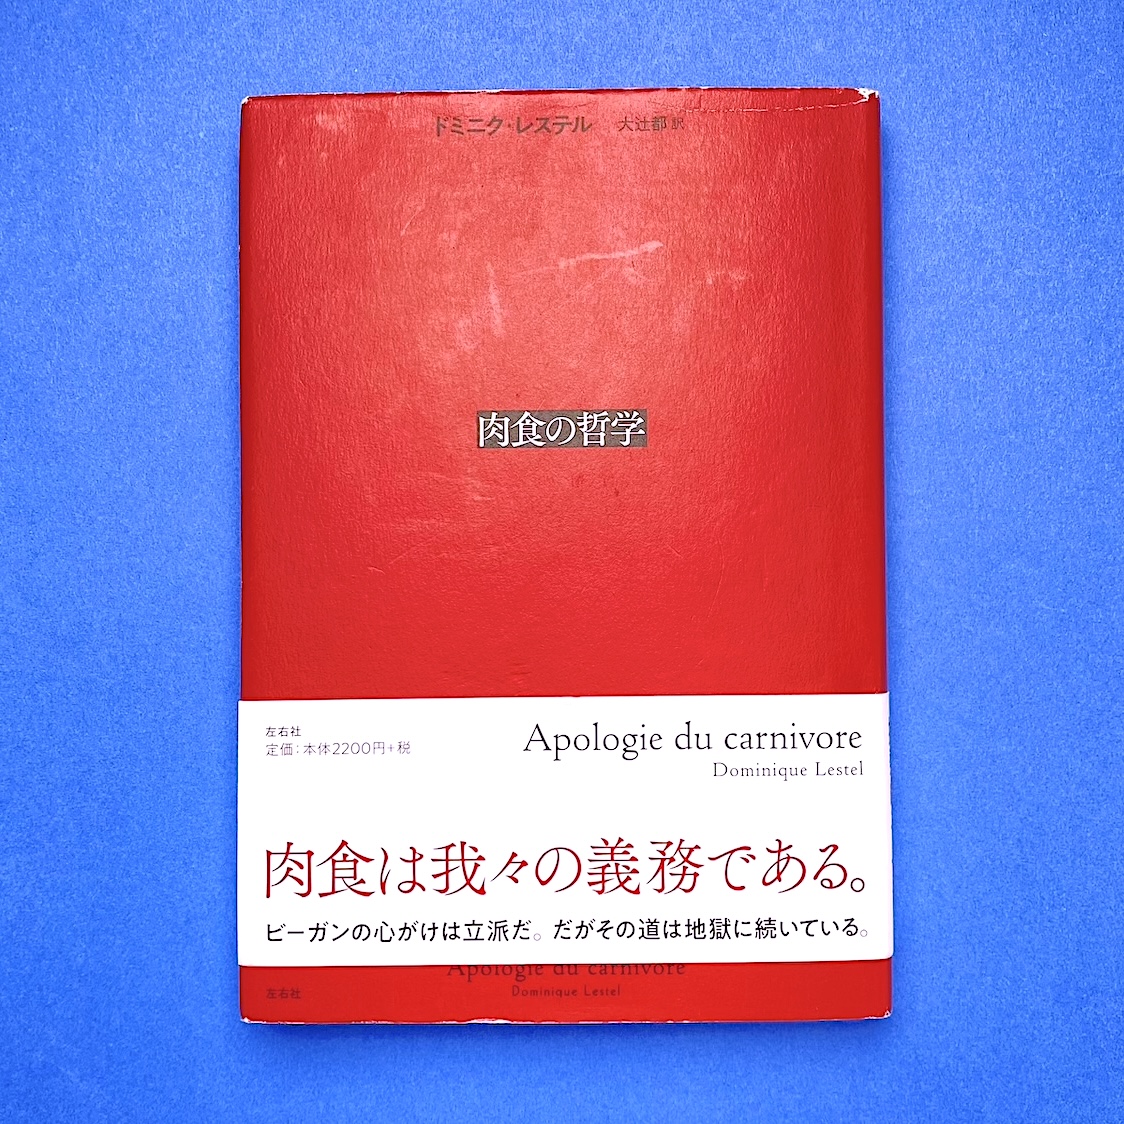 ドミニク・レステル 大辻都 訳
肉食の哲学
左右社
定価：本体2200円+税
Apologie du carnivore
Dominique Lestel
肉食は我々の義務である。
ビーガンの心がけは立派だ。だがその道は地獄に続いている。
Apologie du carnivore
Dominique Lestel
左右社